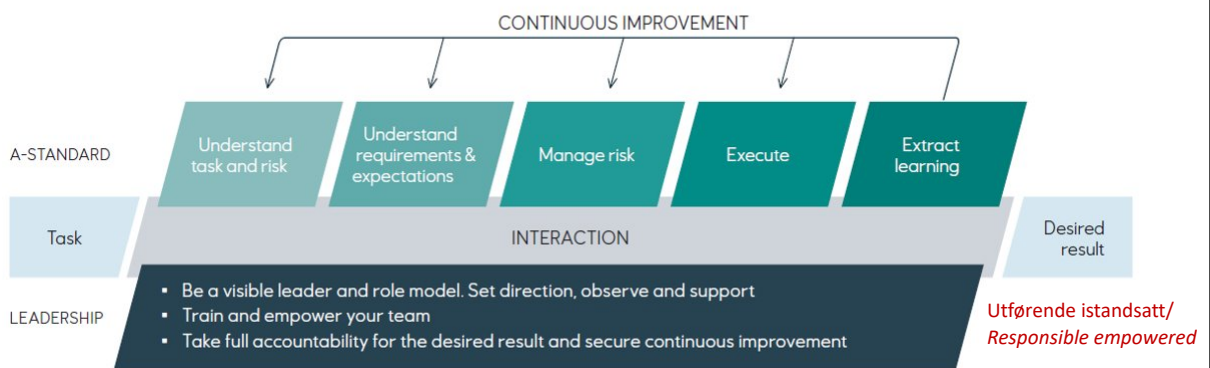 CONTINUOUS IMPROVEMENT
A-STANDARD
Understand
task and risk
Understand
requirements &
expectations
Manage risk
Execute
Extract
learning
Task
INTERACTION
Desired
result
LEADERSHIP
▪ Be a visible leader and role model. Set direction, observe and support
▪ Train and empower your team
▪ Take full accountability for the desired result and secure continuous improvement
Utførende istandsatt/
Responsible empowered